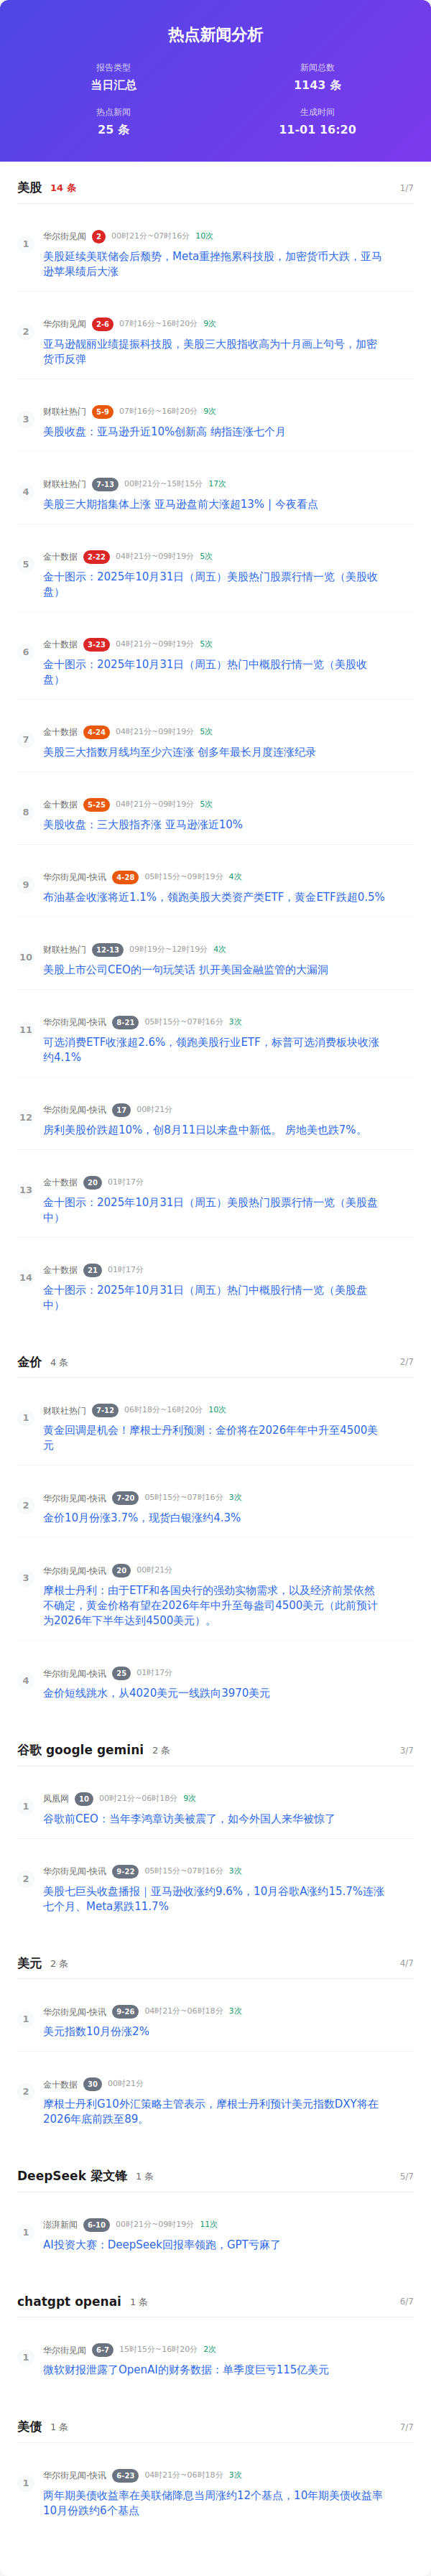 热点新闻分析
报告类型 新闻总数
当日汇总 1143 条
热点新闻 生成时间
25 条 11-01 16:20
美股 14 条 1/7
1 华尔街见闻 2 00时21分~07时16分 10次
美股延续美联储会后颓势，Meta重挫拖累科技股，加密货币大跌，亚马
逊苹果绩后大涨
2 华尔街见闻 2-6 07时16分~16时20分 9次
亚马逊靓丽业绩提振科技股，美股三大股指收高为十月画上句号，加密
货币反弹
3 财联社热门 5-9 07时16分~16时20分 9次
美股收盘：亚马逊升近10%创新高 纳指连涨七个月
4 财联社热门 7-13 00时21分~15时15分 17次
美股三大期指集体上涨 亚马逊盘前大涨超13% | 今夜看点
5 金十数据 2-22 04时21分~09时19分 5次
金十图示：2025年10月31日（周五）美股热门股票行情一览（美股收
盘）
6 金十数据 3-23 04时21分~09时19分 5次
金十图示：2025年10月31日（周五）热门中概股行情一览（美股收
盘）
7 金十数据 4-24 04时21分~09时19分 5次
美股三大指数月线均至少六连涨 创多年最长月度连涨纪录
8 金十数据 5-25 04时21分~09时19分 5次
美股收盘：三大股指齐涨 亚马逊涨近10%
9 华尔街见闻-快讯 4-28 05时15分~09时19分 4次
布油基金收涨将近1.1%，领跑美股大类资产类ETF，黄金ETF跌超0.5%
10 财联社热门 12-13 09时19分~12时19分 4次
美股上市公司CEO的一句玩笑话 扒开美国金融监管的大漏洞
11 华尔街见闻-快讯 8-21 05时15分~07时16分 3次
可选消费ETF收涨超2.6%，领跑美股行业ETF，标普可选消费板块收涨
约4.1%
12 华尔街见闻-快讯 17 00时21分
房利美股价跌超10%，创8月11日以来盘中新低。 房地美也跌7%。
13 金十数据 20 01时17分
金十图示：2025年10月31日（周五）美股热门股票行情一览（美股盘
中）
14 金十数据 21 01时17分
金十图示：2025年10月31日（周五）热门中概股行情一览（美股盘
中）
金价 4 条 2/7
1 财联社热门 7-12 06时18分~16时20分 10次
黄金回调是机会！摩根士丹利预测：金价将在2026年年中升至4500美
元
2 华尔街见闻-快讯 7-20 05时15分~07时16分 3次
金价10月份涨3.7%，现货白银涨约4.3%
3 华尔街见闻-快讯 20 00时21分
摩根士丹利：由于ETF和各国央行的强劲实物需求，以及经济前景依然
不确定，黄金价格有望在2026年年中升至每盎司4500美元（此前预计
为2026年下半年达到4500美元）。
4 华尔街见闻-快讯 25 01时17分
金价短线跳水，从4020美元一线跌向3970美元
谷歌 google gemini 2 条 3/7
1 凤凰网 10 00时21分~06时18分 9次
谷歌前CEO：当年李鸿章访美被震了，如今外国人来华被惊了
2 华尔街见闻-快讯 9-22 05时15分~07时16分 3次
美股七巨头收盘播报｜亚马逊收涨约9.6%，10月谷歌A涨约15.7%连涨
七个月、Meta累跌11.7%
美元 2 条 4/7
1 华尔街见闻-快讯 9-26 04时21分~06时18分 3次
美元指数10月份涨2%
2 金十数据 30 00时21分
摩根士丹利G10外汇策略主管表示，摩根士丹利预计美元指数DXY将在
2026年底前跌至89。
DeepSeek 梁文锋 1 条 5/7
1 澎湃新闻 6-10 00时21分~09时19分 11次
AI投资大赛：DeepSeek回报率领跑，GPT亏麻了
chatgpt openai 1 条 6/7
1 华尔街见闻 6-7 15时15分~16时20分 2次
微软财报泄露了OpenAI的财务数据：单季度巨亏115亿美元
美债 1 条 7/7
1 华尔街见闻-快讯 6-23 04时21分~06时18分 3次
两年期美债收益率在美联储降息当周涨约12个基点，10年期美债收益率
10月份跌约6个基点